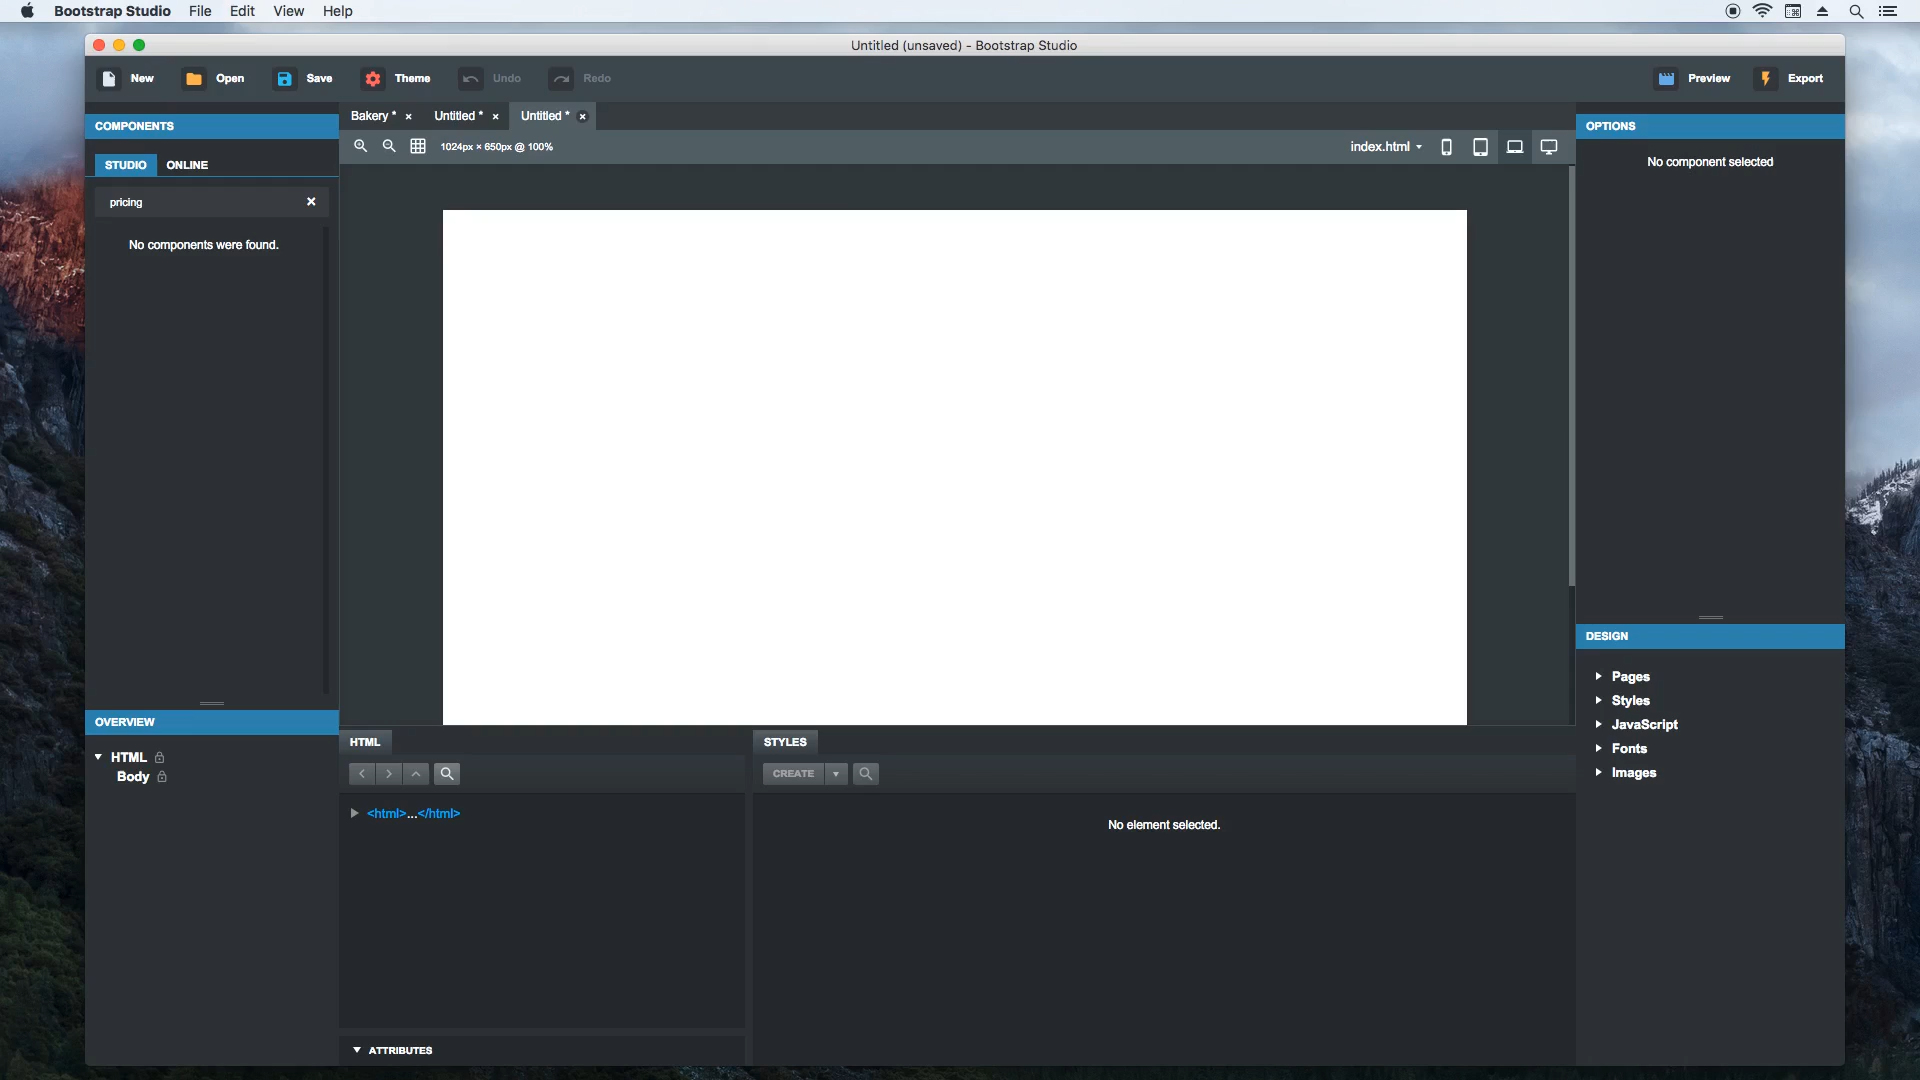 Bootstrap Studio File Edit View Help
Untitled (unsaved) - Bootstrap Studio
New Open Save Theme Undo Redo Preview Export
COMPONENTS
STUDIO ONLINE
pricing
No components were found.
Bakery * Untitled * Untitled *
1024px × 650px @ 100% index.html
OPTIONS
No component selected
DESIGN
Pages
Styles
JavaScript
Fonts
Images
OVERVIEW
HTML
Body
HTML
<html>...</html>
ATTRIBUTES
STYLES
CREATE
No element selected.